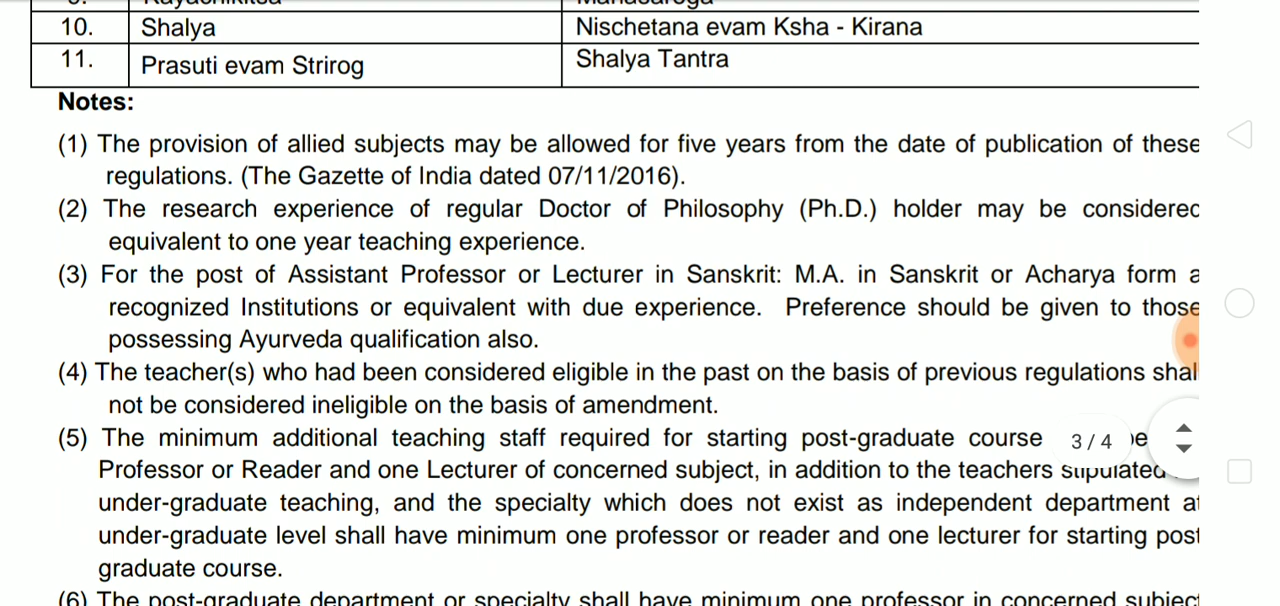 9. Kayachikitsa Manasaroga
10. Shalya Nischetana evam Ksha - Kirana
11. Prasuti evam Strirog Shalya Tantra
Notes:
(1) The provision of allied subjects may be allowed for five years from the date of publication of these
regulations. (The Gazette of India dated 07/11/2016).
(2) The research experience of regular Doctor of Philosophy (Ph.D.) holder may be considered
equivalent to one year teaching experience.
(3) For the post of Assistant Professor or Lecturer in Sanskrit: M.A. in Sanskrit or Acharya form a
recognized Institutions or equivalent with due experience. Preference should be given to those
possessing Ayurveda qualification also.
(4) The teacher(s) who had been considered eligible in the past on the basis of previous regulations shal
not be considered ineligible on the basis of amendment.
(5) The minimum additional teaching staff required for starting post-graduate course 3 / 4
Professor or Reader and one Lecturer of concerned subject, in addition to the teachers stipulated
under-graduate teaching, and the specialty which does not exist as independent department at
under-graduate level shall have minimum one professor or reader and one lecturer for starting post
graduate course.
(6) The post-graduate department or specialty shall have minimum one professor in concerned subject